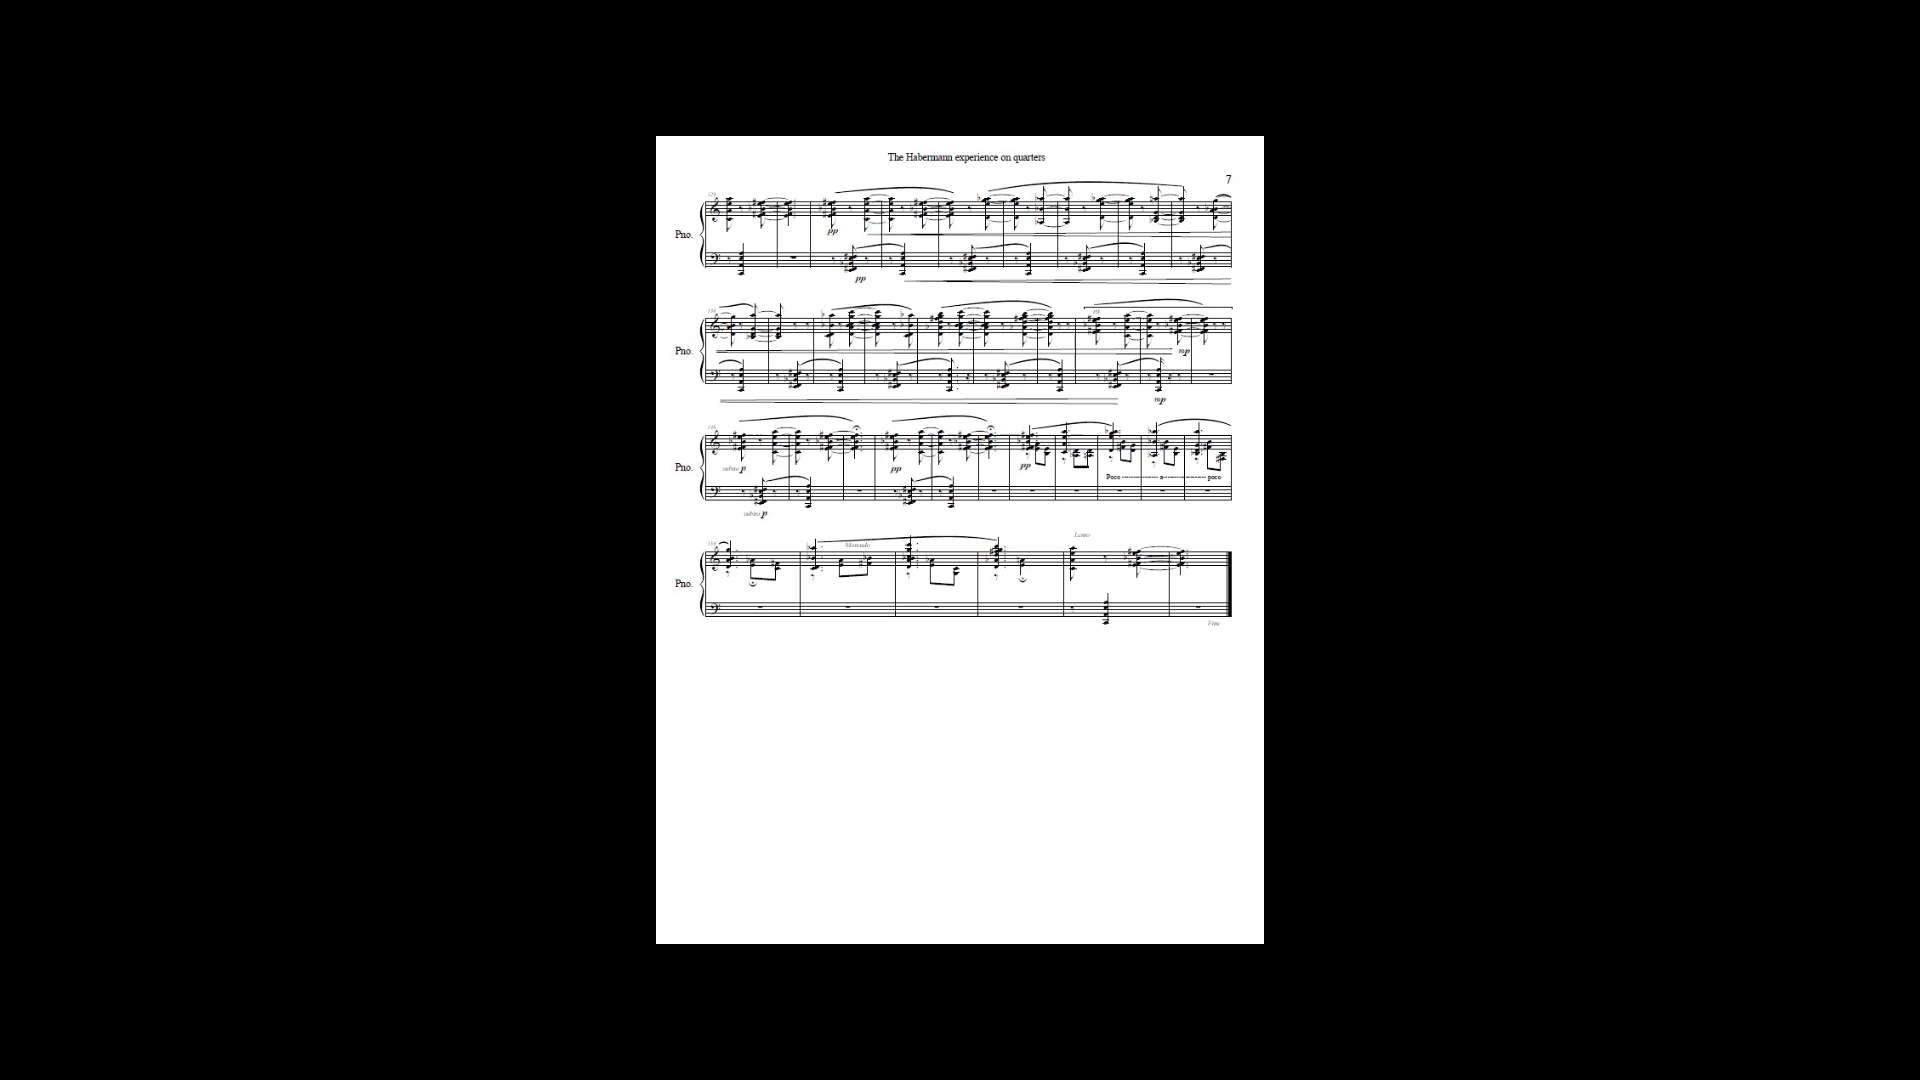 The Habermann experience on quarters
7
Pno.
pp
pp
Pno.
mp
mp
Pno.
subito p
pp
pp
Poco a poco
subito p
Lento
Morendo
Pno.
Fine